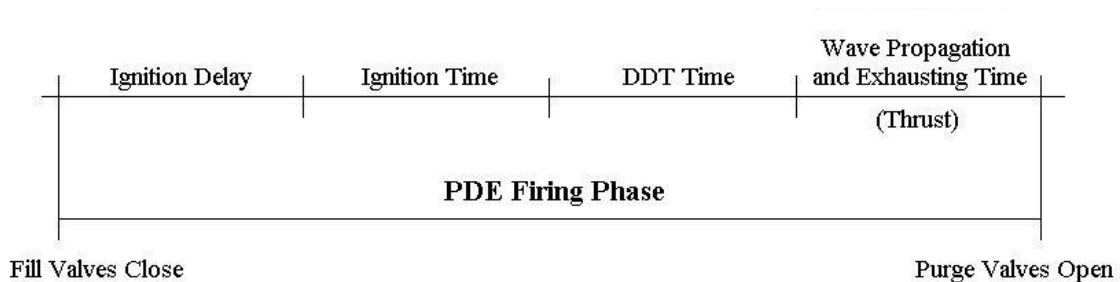 Ignition Delay
Ignition Time
DDT Time
Wave Propagation
and Exhausting Time
(Thrust)
PDE Firing Phase
Fill Valves Close
Purge Valves Open